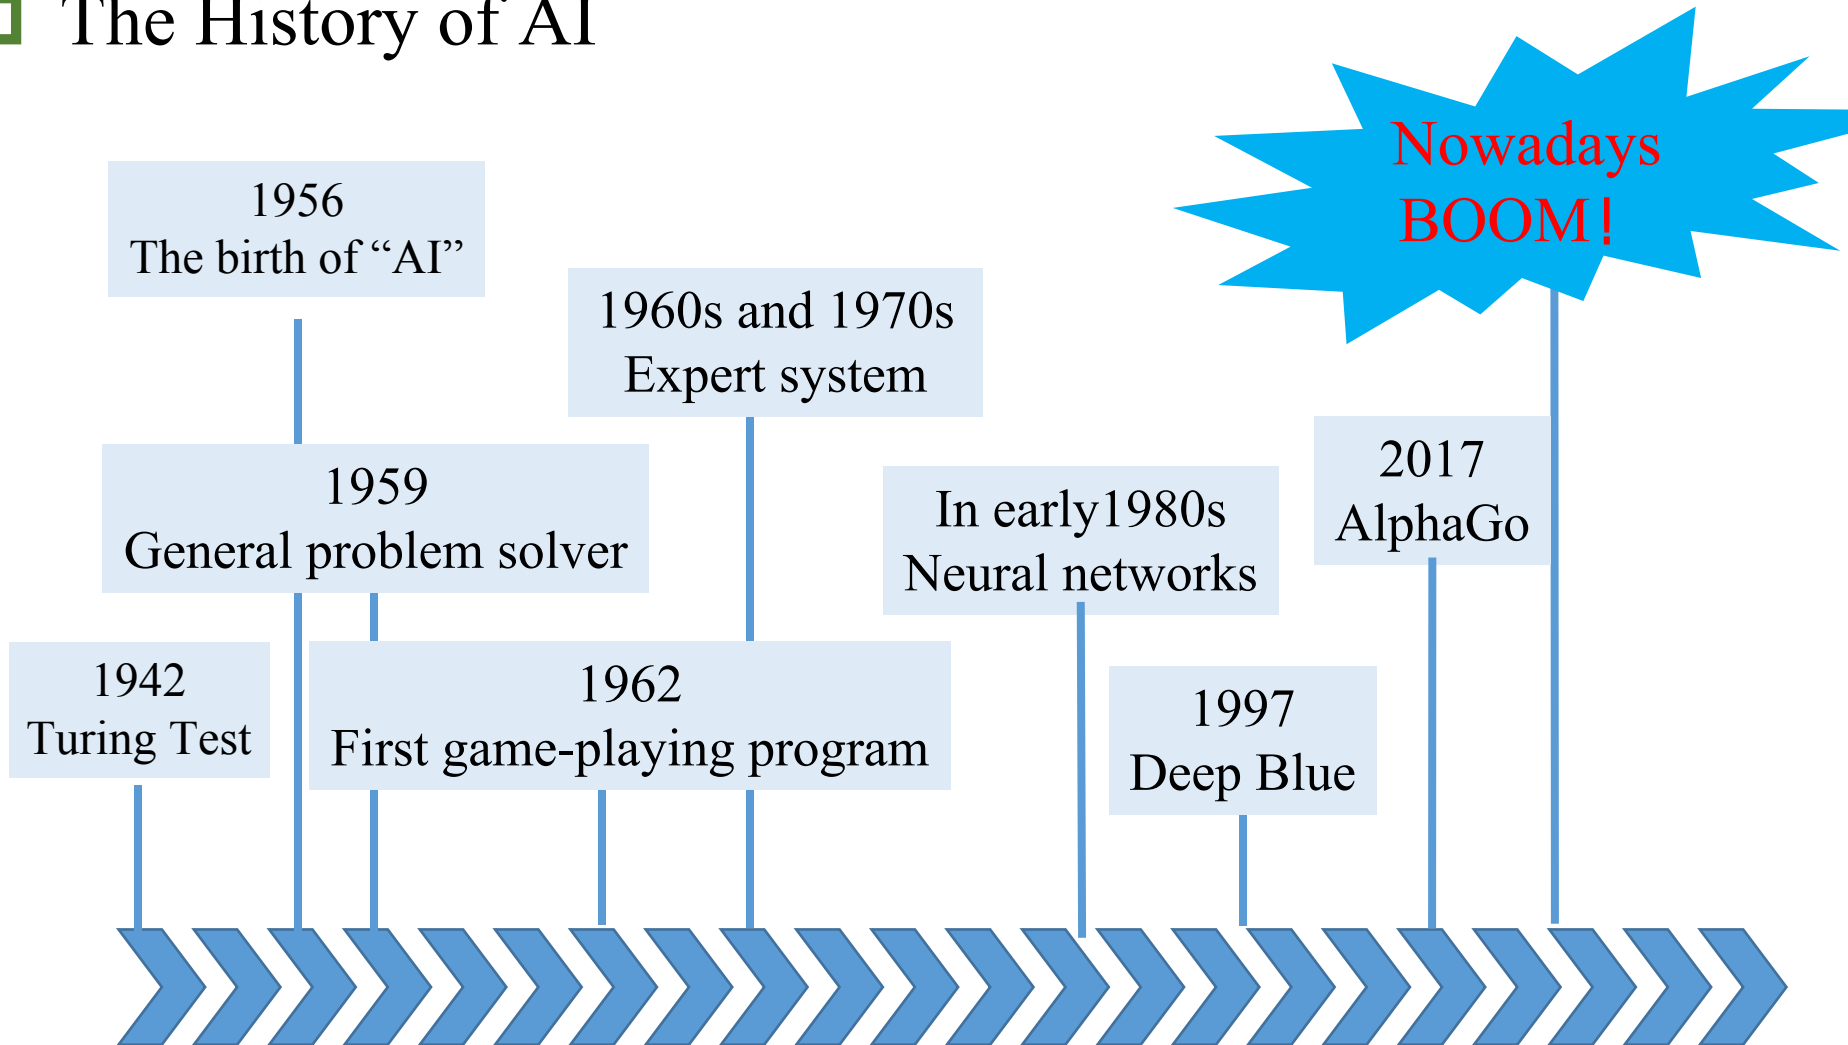 The History of AI
Nowadays
BOOM!
1956
The birth of “AI”
1960s and 1970s
Expert system
1959
General problem solver
In early1980s
Neural networks
2017
AlphaGo
1942
Turing Test
1962
First game-playing program
1997
Deep Blue